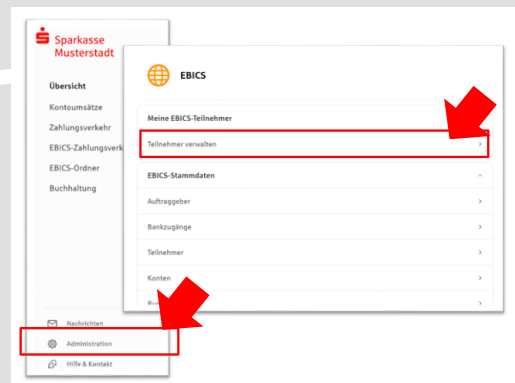 Sparkasse
Musterstadt
Übersicht
Kontoumsätze
Zahlungsverkehr
EBICS-Zahlungsverk
EBICS-Ordner
Buchhaltung
Nachrichten
Administration
Hilfe & Kontakt
EBICS
Meine EBICS-Teilnehmer
Teilnehmer verwalten
EBICS-Stammdaten
Auftraggeber
Bankzugänge
Teilnehmer
Konten